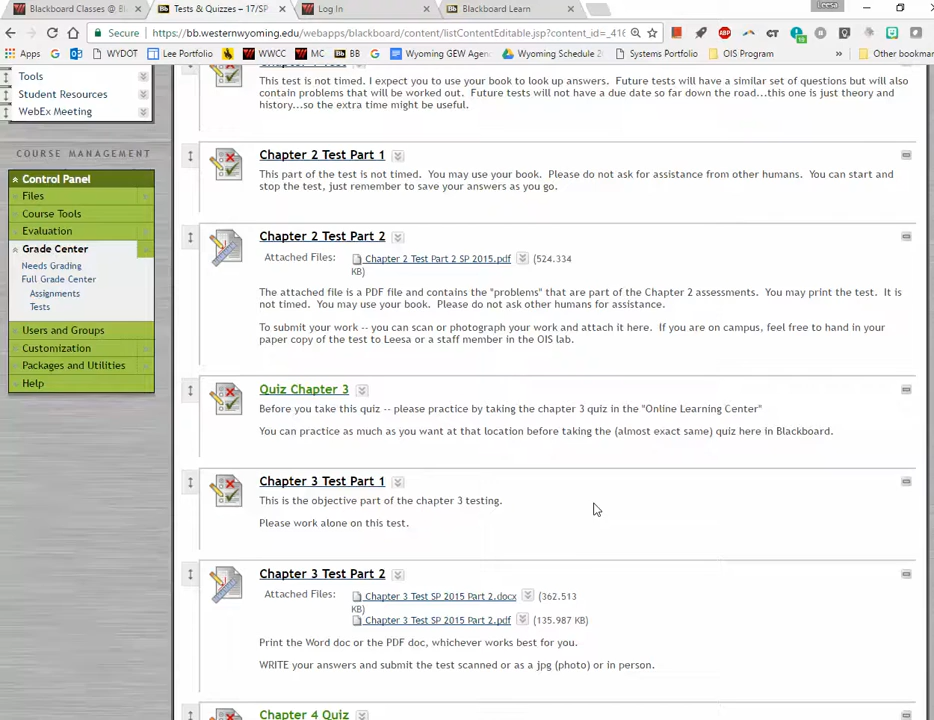 Blackboard Classes @ Bl
Tests & Quizzes – 17/SP
Log In
Blackboard Learn
Leesa
Secure
https://bb.westernwyoming.edu/webapps/blackboard/content/listContentEditable.jsp?content_id=_416
Apps
WYDOT
Lee Portfolio
WWCC
MC
BB
Wyoming GEW Agen
Wyoming Schedule
Systems Portfolio
OIS Program
Other bookmar
Tools
Student Resources
WebEx Meeting
COURSE MANAGEMENT
Control Panel
Files
Course Tools
Evaluation
Grade Center
Needs Grading
Full Grade Center
Assignments
Tests
Users and Groups
Customization
Packages and Utilities
Help
This test is not timed. I expect you to use your book to look up answers. Future tests will have a similar set of questions but will also
contain problems that will be worked out. Future tests will not have a due date so far down the road...this one is just theory and
history...so the extra time might be useful.
Chapter 2 Test Part 1
This part of the test is not timed. You may use your book. Please do not ask for assistance from other humans. You can start and
stop the test, just remember to save your answers as you go.
Chapter 2 Test Part 2
Attached Files: Chapter 2 Test Part 2 SP 2015.pdf (524.334
KB)
The attached file is a PDF file and contains the "problems" that are part of the Chapter 2 assessments. You may print the test. It is
not timed. You may use your book. Please do not ask other humans for assistance.
To submit your work -- you can scan or photograph your work and attach it here. If you are on campus, feel free to hand in your
paper copy of the test to Leesa or a staff member in the OIS lab.
Quiz Chapter 3
Before you take this quiz -- please practice by taking the chapter 3 quiz in the "Online Learning Center"
You can practice as much as you want at that location before taking the (almost exact same) quiz here in Blackboard.
Chapter 3 Test Part 1
This is the objective part of the chapter 3 testing.
Please work alone on this test.
Chapter 3 Test Part 2
Attached Files: Chapter 3 Test SP 2015 Part 2.docx (362.513
KB)
Chapter 3 Test SP 2015 Part 2.pdf (135.987 KB)
Print the Word doc or the PDF doc, whichever works best for you.
WRITE your answers and submit the test scanned or as a jpg (photo) or in person.
Chapter 4 Quiz